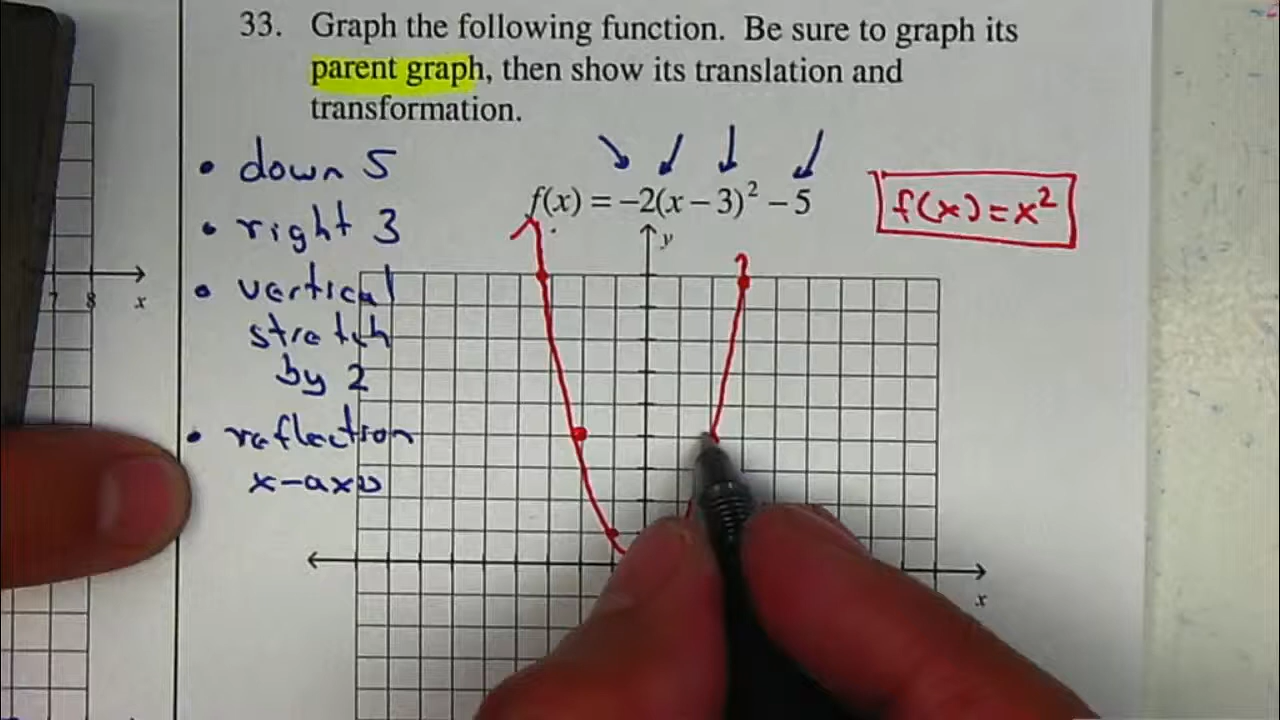 33. Graph the following function. Be sure to graph its
parent graph, then show its translation and
transformation.
• down 5
f(x) = −2(x − 3)² − 5
f(x)=x²
• right 3
y
7 8 x
• vertical
stretch
by 2
• reflection
x-axis
x